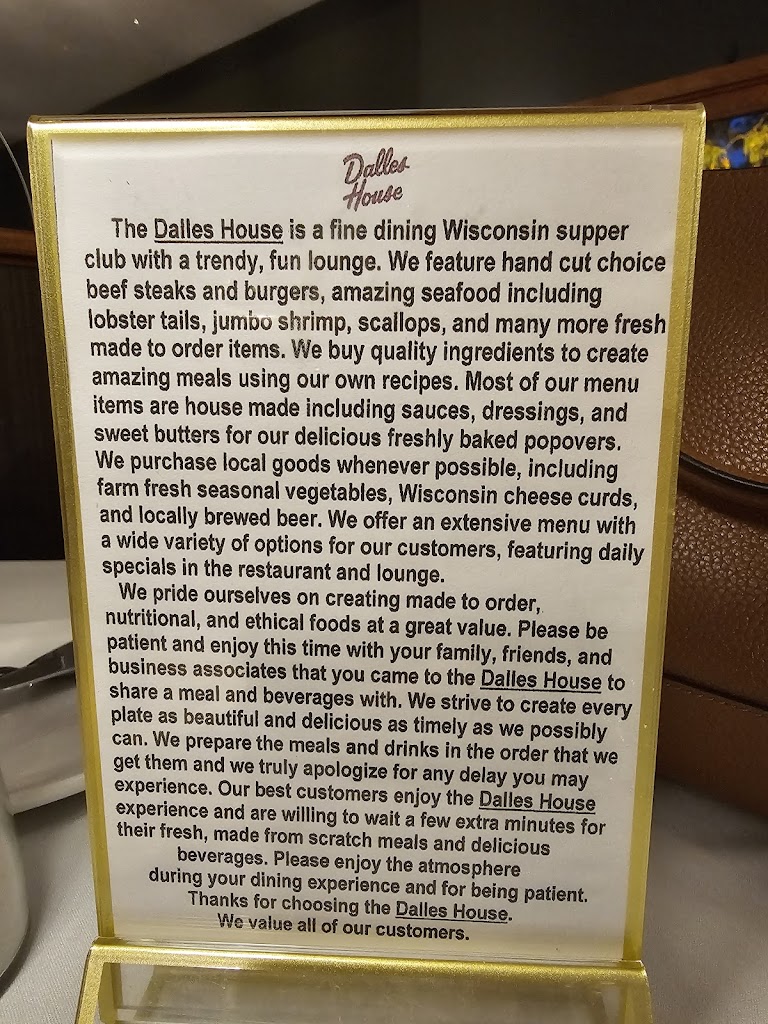 Dalles
House
The Dalles House is a fine dining Wisconsin supper
club with a trendy, fun lounge. We feature hand cut choice
beef steaks and burgers, amazing seafood including
lobster tails, jumbo shrimp, scallops, and many more fresh
made to order items. We buy quality ingredients to create
amazing meals using our own recipes. Most of our menu
items are house made including sauces, dressings, and
sweet butters for our delicious freshly baked popovers.
We purchase local goods whenever possible, including
farm fresh seasonal vegetables, Wisconsin cheese curds,
and locally brewed beer. We offer an extensive menu with
a wide variety of options for our customers, featuring daily
specials in the restaurant and lounge.
We pride ourselves on creating made to order,
nutritional, and ethical foods at a great value. Please be
patient and enjoy this time with your family, friends, and
business associates that you came to the Dalles House to
share a meal and beverages with. We strive to create every
plate as beautiful and delicious as timely as we possibly
can. We prepare the meals and drinks in the order that we
get them and we truly apologize for any delay you may
experience. Our best customers enjoy the Dalles House
experience and are willing to wait a few extra minutes for
their fresh, made from scratch meals and delicious
beverages. Please enjoy the atmosphere
during your dining experience and for being patient.
Thanks for choosing the Dalles House.
We value all of our customers.